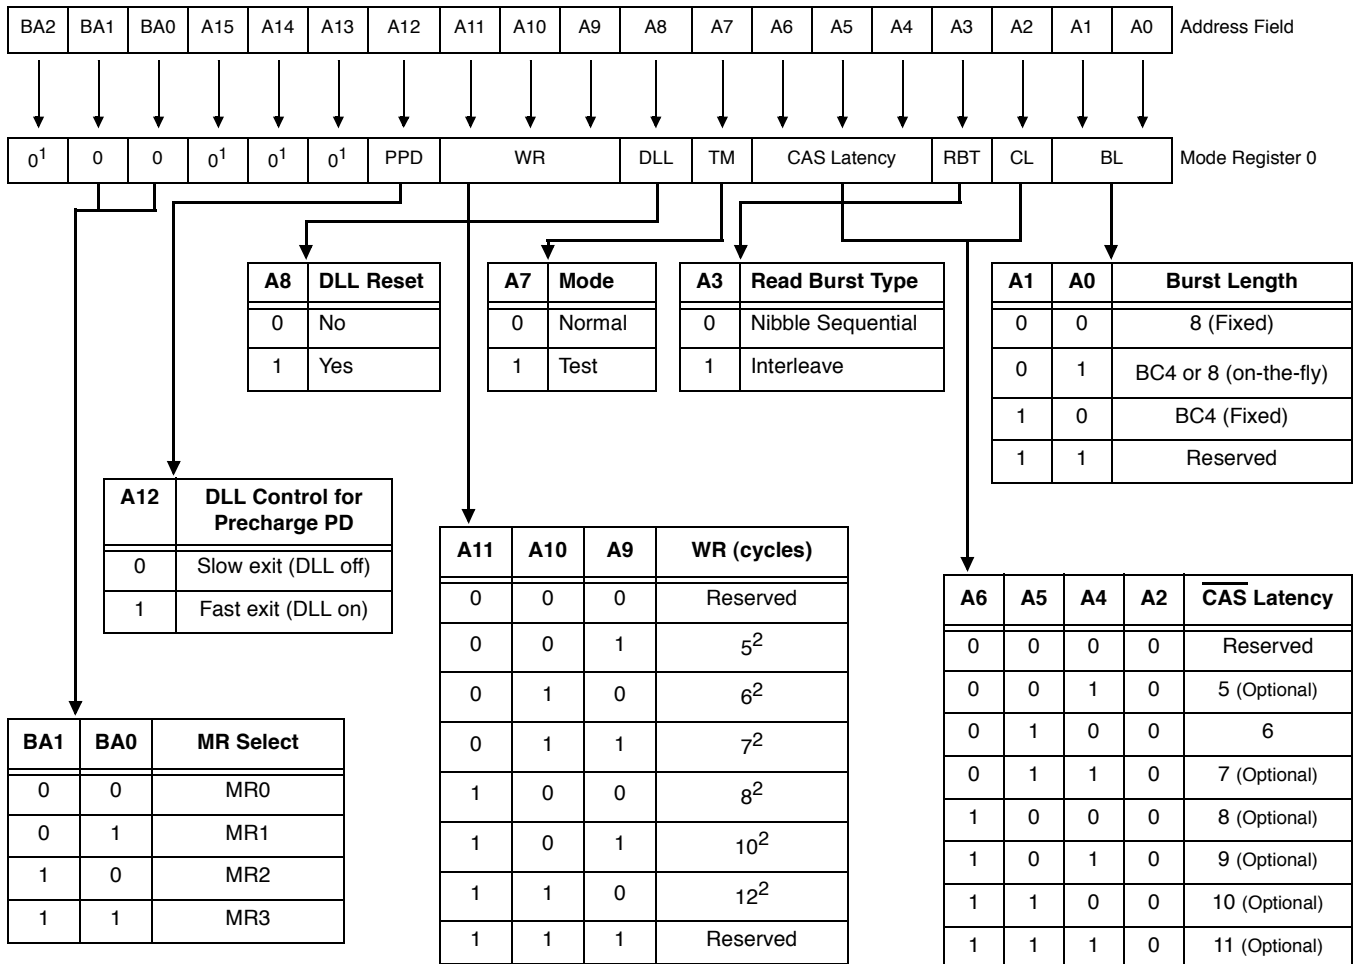 BA2 BA1 BA0 A15 A14 A13 A12 A11 A10 A9 A8 A7 A6 A5 A4 A3 A2 A1 A0 Address Field
0¹ 0 0 0¹ 0¹ 0¹ PPD WR DLL TM CAS Latency RBT CL BL Mode Register 0
A8 DLL Reset
0 No
1 Yes
A7 Mode
0 Normal
1 Test
A3 Read Burst Type
0 Nibble Sequential
1 Interleave
A1 A0 Burst Length
0 0 8 (Fixed)
0 1 BC4 or 8 (on-the-fly)
1 0 BC4 (Fixed)
1 1 Reserved
A12 DLL Control for
Precharge PD
0 Slow exit (DLL off)
1 Fast exit (DLL on)
A11 A10 A9 WR (cycles)
0 0 0 Reserved
0 0 1 5²
0 1 0 6²
0 1 1 7²
1 0 0 8²
1 0 1 10²
1 1 0 12²
1 1 1 Reserved
A6 A5 A4 A2 CAS Latency
0 0 0 0 Reserved
0 0 1 0 5 (Optional)
0 1 0 0 6
0 1 1 0 7 (Optional)
1 0 0 0 8 (Optional)
1 0 1 0 9 (Optional)
1 1 0 0 10 (Optional)
1 1 1 0 11 (Optional)
BA1 BA0 MR Select
0 0 MR0
0 1 MR1
1 0 MR2
1 1 MR3